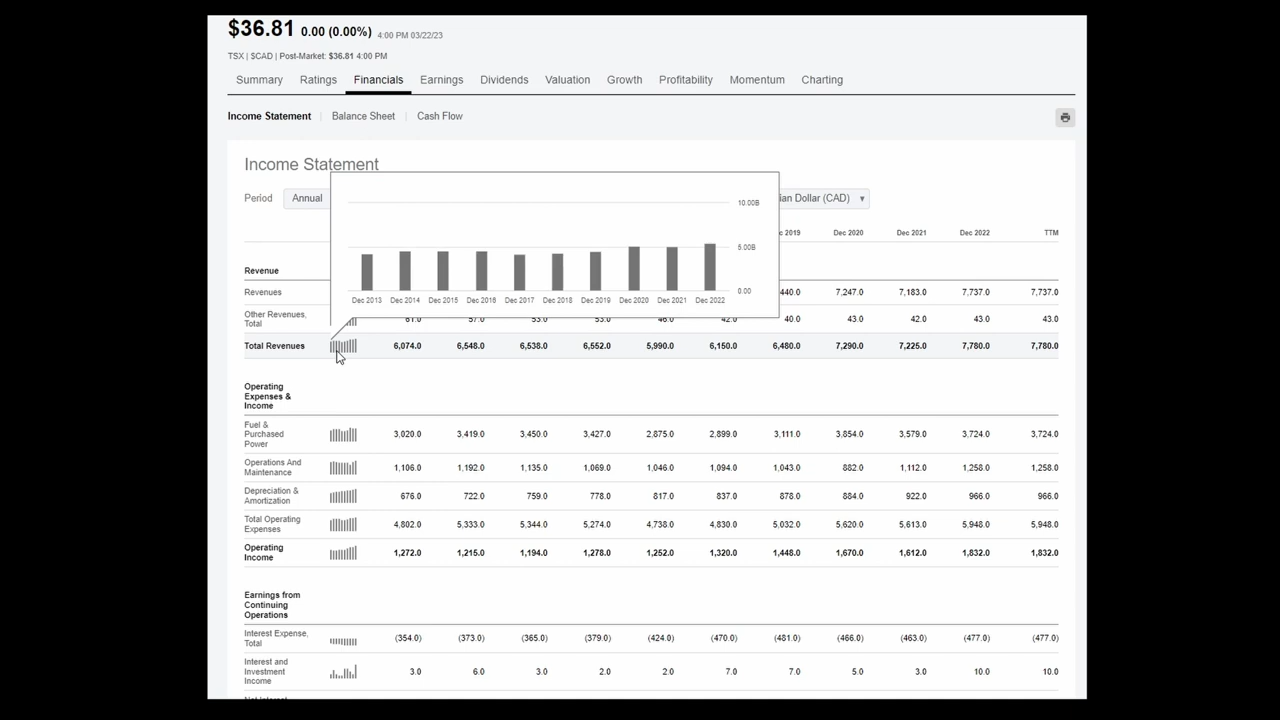 $36.81 0.00 (0.00%) 4:00 PM 03/22/23
TSX | $CAD | Post-Market: $36.81 4:00 PM
Summary Ratings Financials Earnings Dividends Valuation Growth Profitability Momentum Charting
Income Statement | Balance Sheet | Cash Flow
Income Statement
Period Annual ian Dollar (CAD) ▾
10.00B
5.00B
0.00
Dec 2013 Dec 2014 Dec 2015 Dec 2016 Dec 2017 Dec 2018 Dec 2019 Dec 2020 Dec 2021 Dec 2022
c 2019 Dec 2020 Dec 2021 Dec 2022 TTM
Revenue
Revenues 440.0 7,247.0 7,183.0 7,737.0 7,737.0
Other Revenues,
Total 61.0 57.0 53.0 53.0 46.0 42.0 40.0 43.0 42.0 43.0 43.0
Total Revenues 6,074.0 6,548.0 6,538.0 6,552.0 5,990.0 6,150.0 6,480.0 7,290.0 7,225.0 7,780.0 7,780.0
Operating
Expenses &
Income
Fuel &
Purchased
Power 3,020.0 3,419.0 3,450.0 3,427.0 2,875.0 2,899.0 3,111.0 3,854.0 3,579.0 3,724.0 3,724.0
Operations And
Maintenance 1,106.0 1,192.0 1,135.0 1,069.0 1,046.0 1,094.0 1,043.0 882.0 1,112.0 1,258.0 1,258.0
Depreciation &
Amortization 676.0 722.0 759.0 778.0 817.0 837.0 878.0 884.0 922.0 966.0 966.0
Total Operating
Expenses 4,802.0 5,333.0 5,344.0 5,274.0 4,738.0 4,830.0 5,032.0 5,620.0 5,613.0 5,948.0 5,948.0
Operating
Income 1,272.0 1,215.0 1,194.0 1,278.0 1,252.0 1,320.0 1,448.0 1,670.0 1,612.0 1,832.0 1,832.0
Earnings from
Continuing
Operations
Interest Expense,
Total (354.0) (373.0) (365.0) (379.0) (424.0) (470.0) (481.0) (466.0) (463.0) (477.0) (477.0)
Interest and
Investment
Income 3.0 6.0 3.0 2.0 2.0 7.0 7.0 5.0 3.0 10.0 10.0